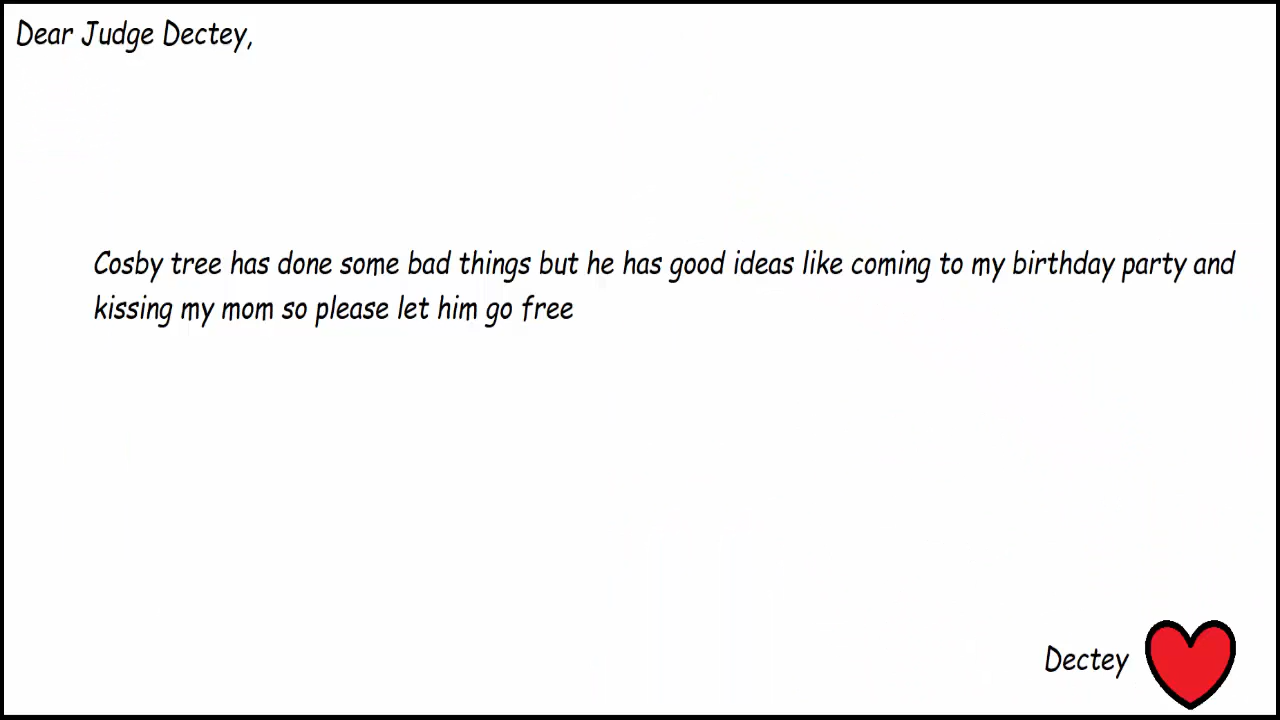 Dear Judge Dectey,
Cosby tree has done some bad things but he has good ideas like coming to my birthday party and
kissing my mom so please let him go free
Dectey